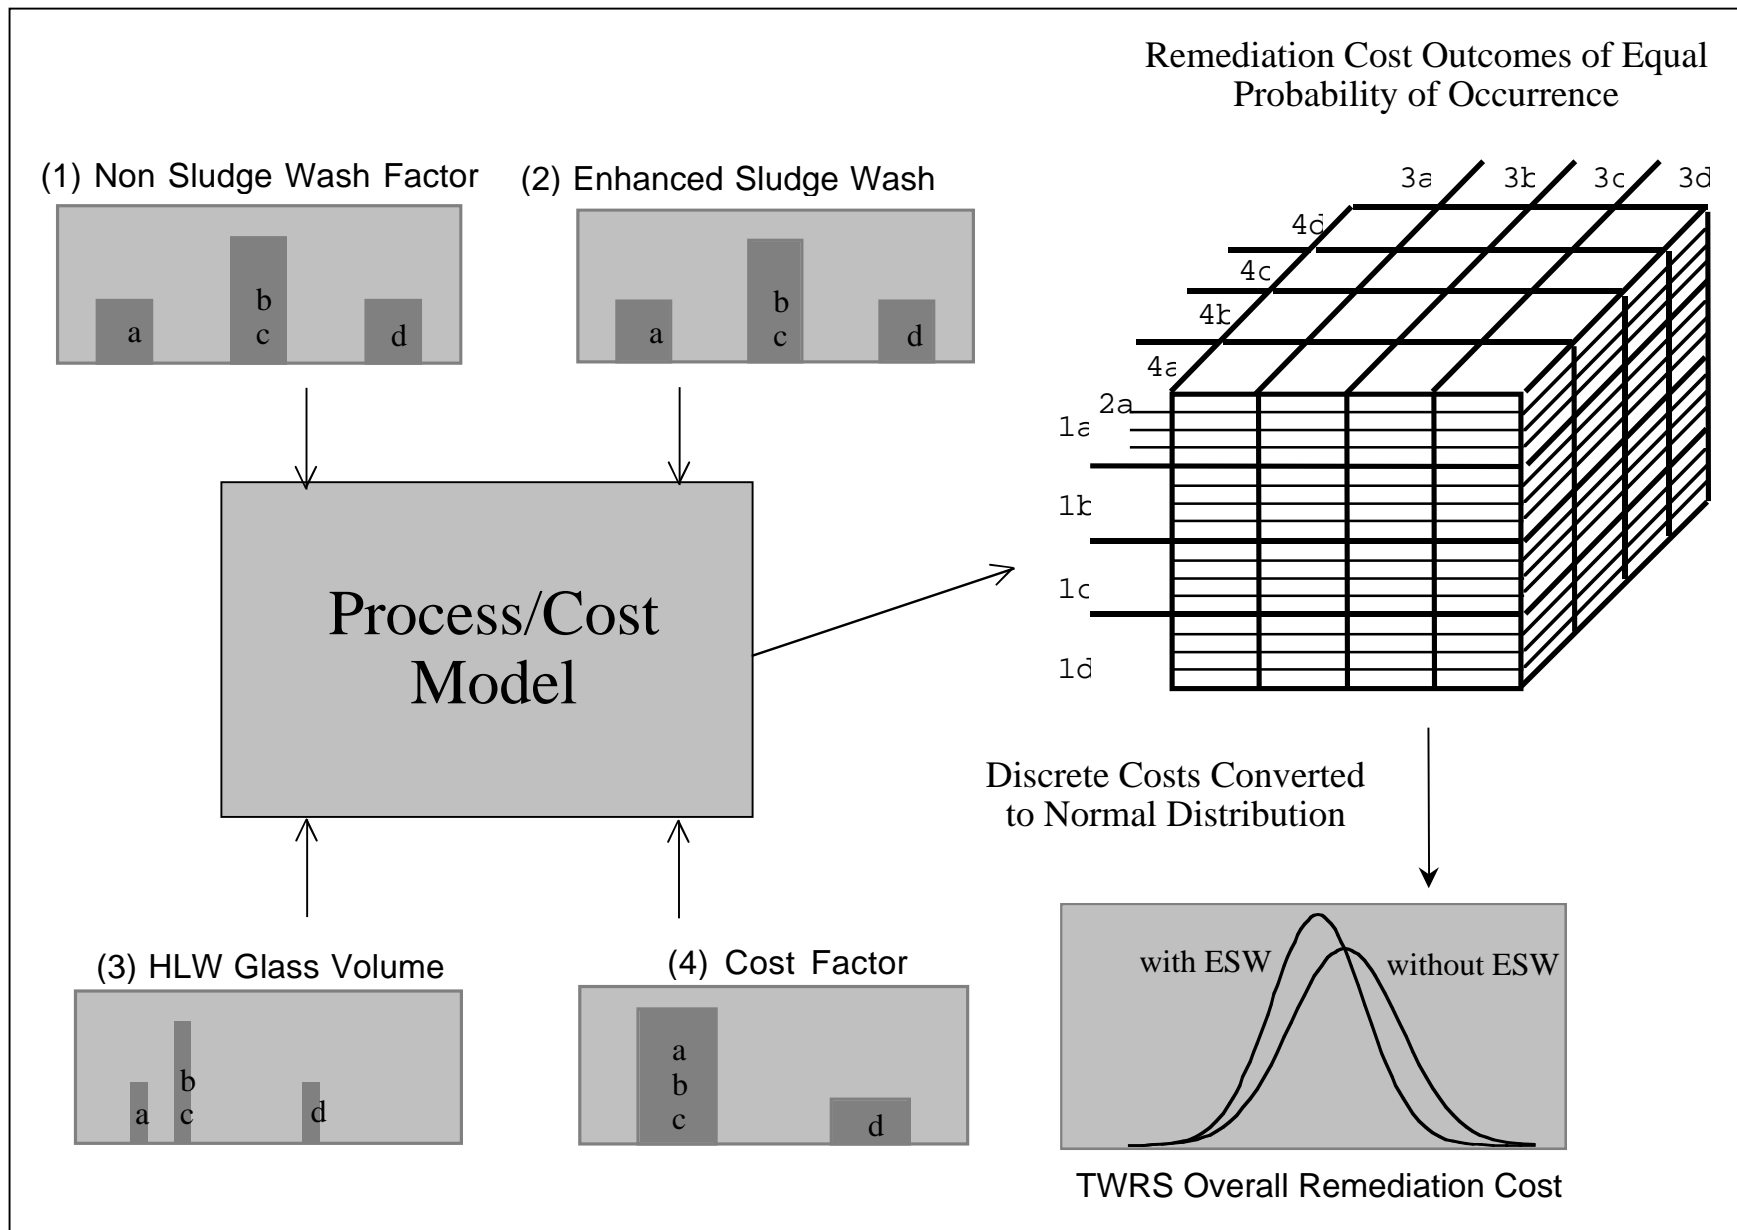 Remediation Cost Outcomes of Equal
Probability of Occurrence
(1) Non Sludge Wash Factor
(2) Enhanced Sludge Wash
a
b
c
d
a
b
c
d
3a
3b
3c
3d
4d
4c
4b
4a
2a
1a
1b
1c
1d
Process/Cost
Model
Discrete Costs Converted
to Normal Distribution
(3) HLW Glass Volume
(4) Cost Factor
a
b
c
d
a
b
c
d
with ESW
without ESW
TWRS Overall Remediation Cost